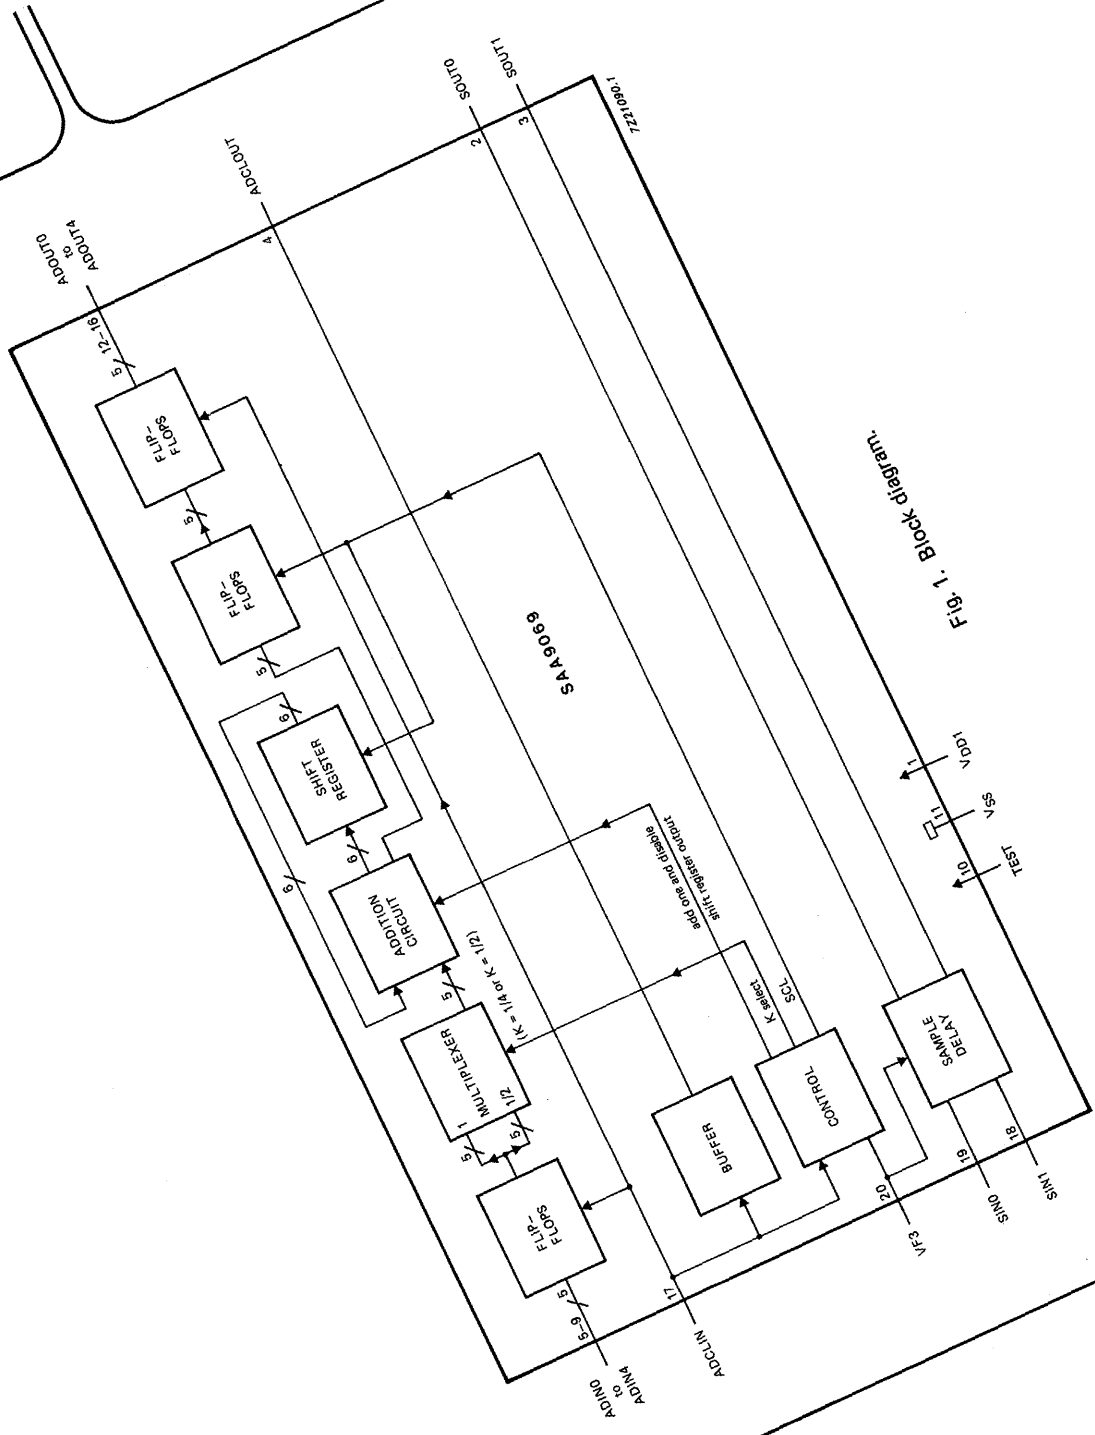 ADOUT0
to
ADOUT4
ADCLOUT
SOUT0
SOUT1
12-16
5
4
2
3
7Z21090.1
FLIP-
FLOPS
5
FLIP-
FLOPS
5
6
SHIFT
REGISTER
6
6
ADDITION
CIRCUIT
5
MULTIPLEXER
1
1/2
(K = 1/4 or K = 1/2)
5
5
FLIP-
FLOPS
5
5-9
ADIN0
to
ADIN4
17
ADCLIN
SAA9069
add one and disable
shift register output
K select
SCL
BUFFER
CONTROL
SAMPLE
DELAY
20
VF3
19
SIN0
18
SIN1
10
TEST
11
VSS
1
VDD1
Fig. 1. Block diagram.